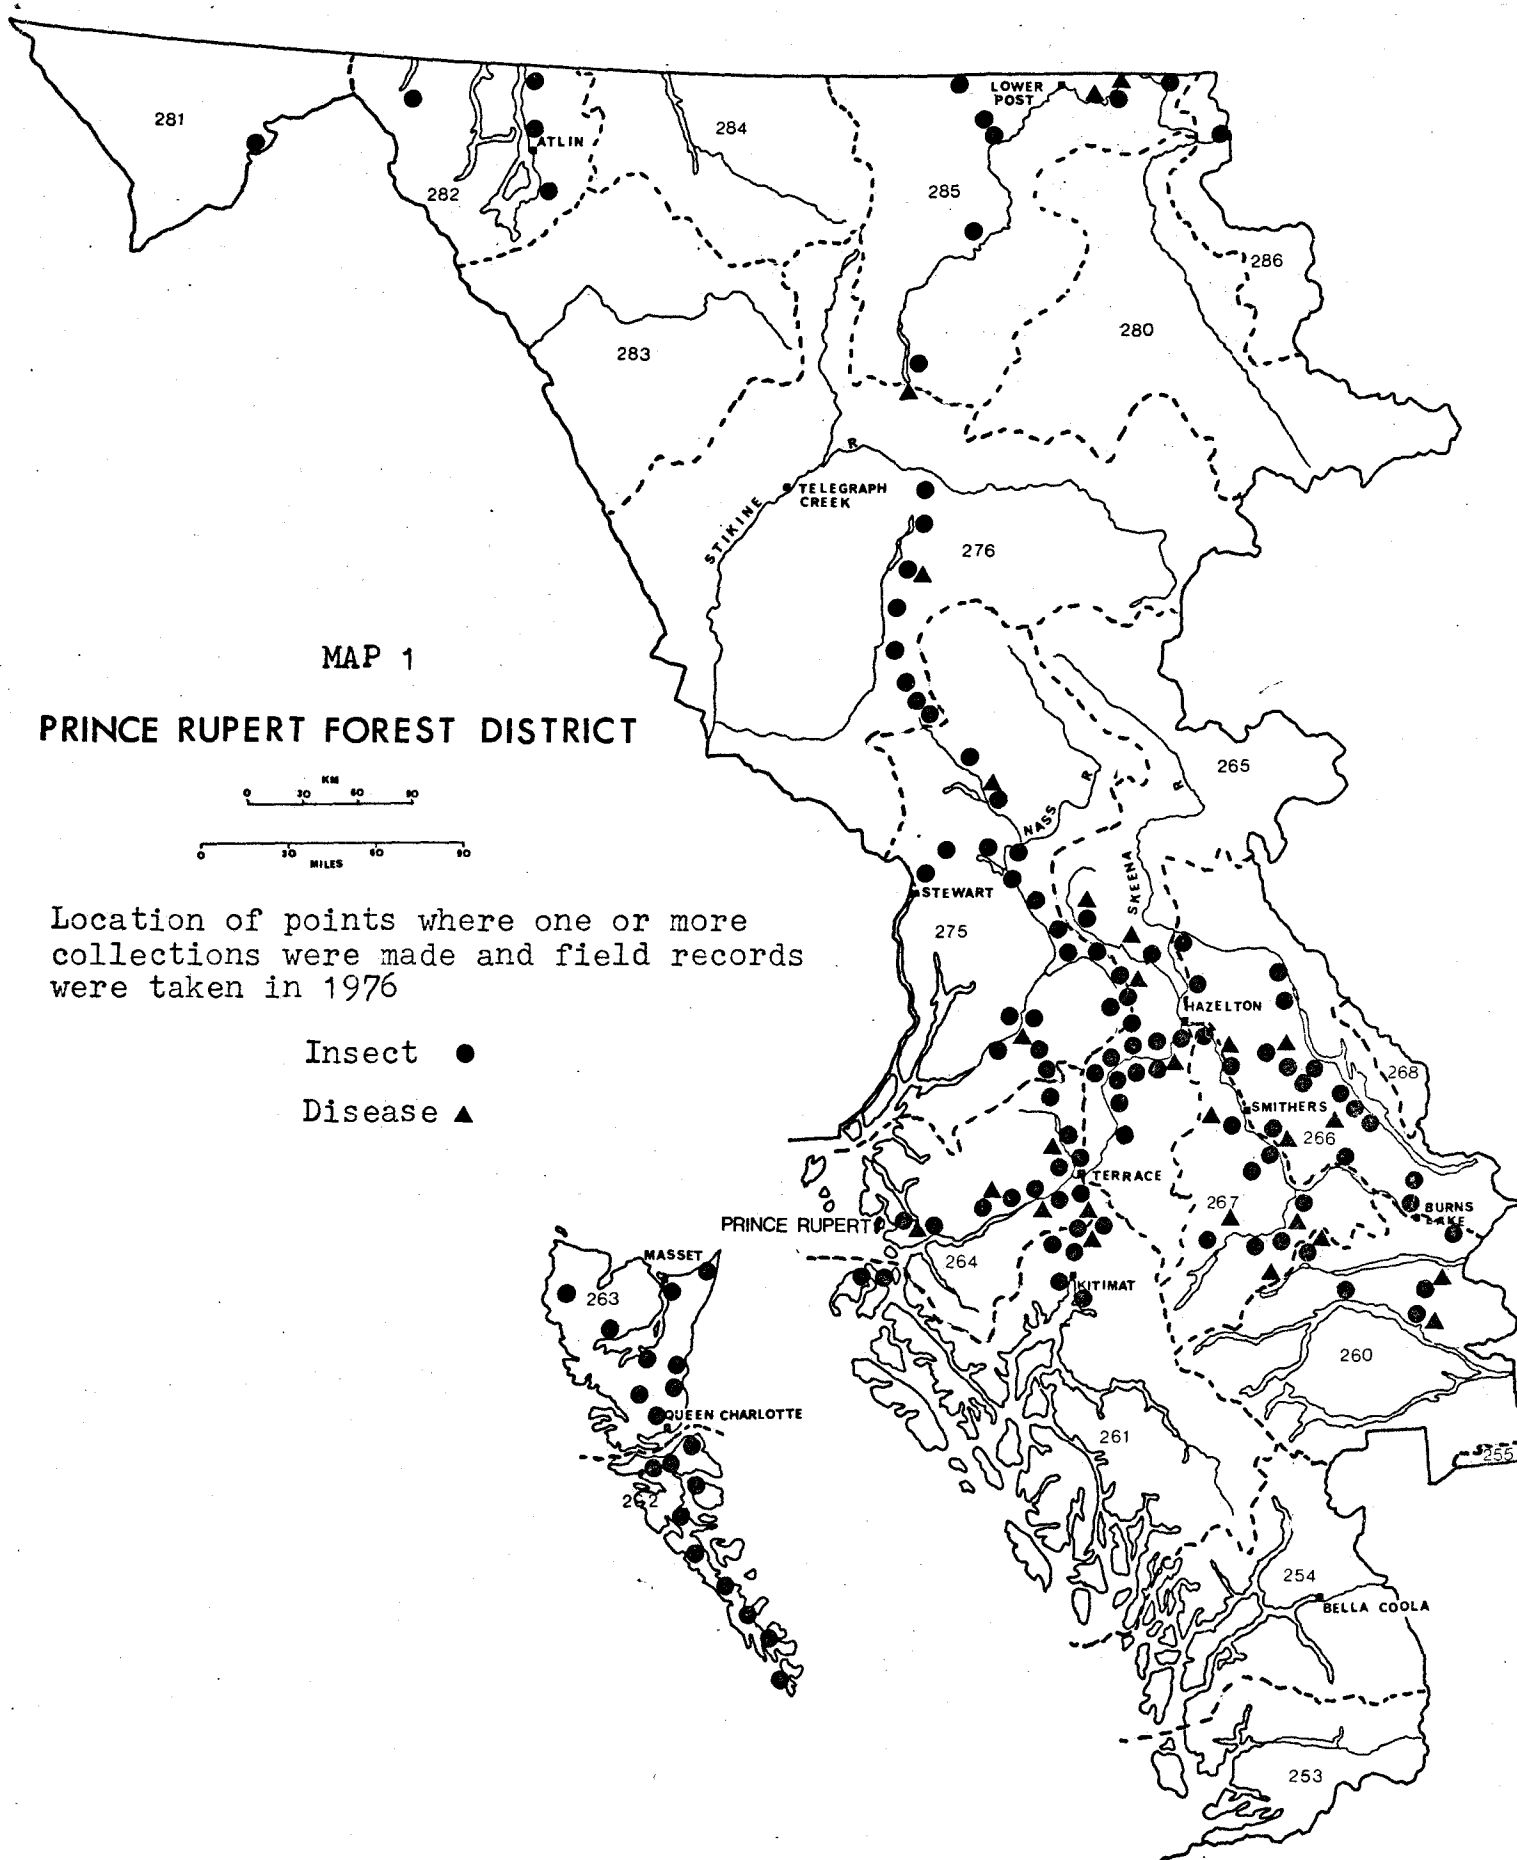 281
282
ATLIN
284
285
LOWER
POST
286
280
283
R
STIKINE
TELEGRAPH
CREEK
276
MAP 1
PRINCE RUPERT FOREST DISTRICT
KM
0 30 60 90
0 30 60 90
MILES
Location of points where one or more
collections were made and field records
were taken in 1976
Insect
Disease
265
R
R
NASS
SKEENA
STEWART
275
HAZELTON
268
SMITHERS
266
TERRACE
267
BURNS
LAKE
PRINCE RUPERT
264
KITIMAT
MASSET
263
260
QUEEN CHARLOTTE
262
261
255
254
BELLA COOLA
253